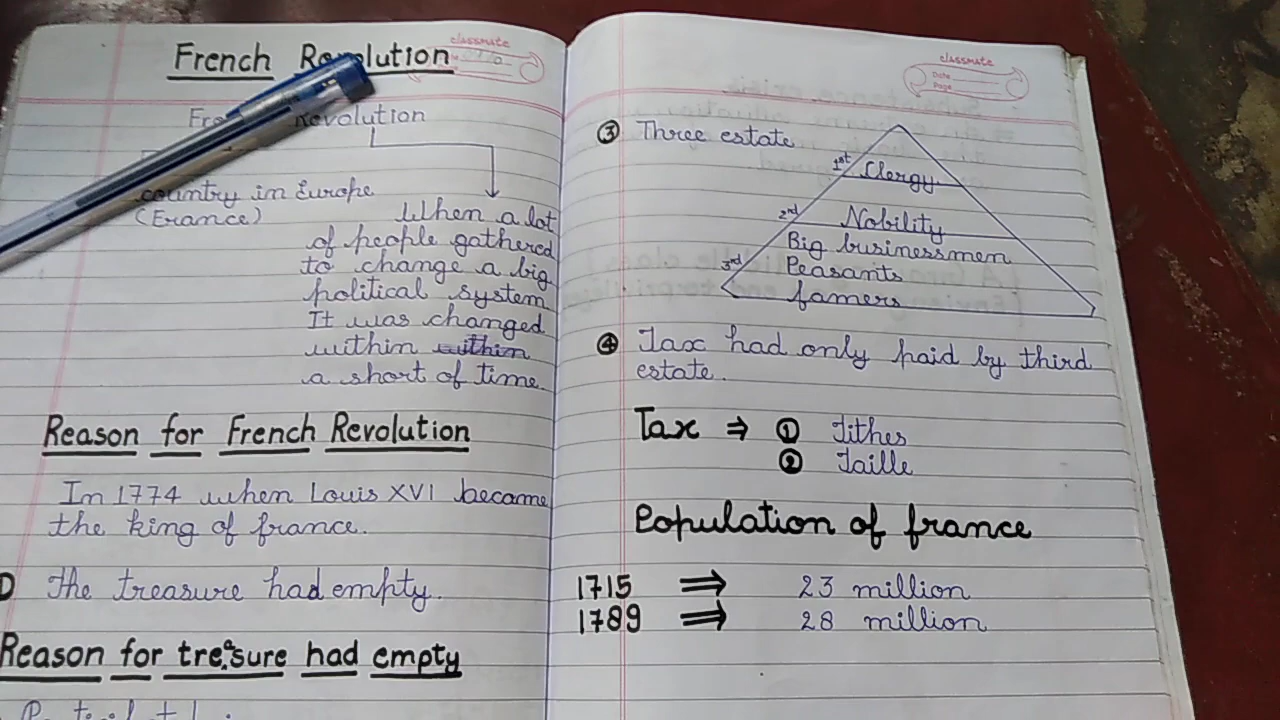 French Revolution
classmate
Revolution
country in Europe
(France)
When a lot
of people gathered
to change a big
political system
It was changed
within within
a short of time
Reason for French Revolution
In 1774 when Louis XVI became
the king of france.
the treasure had empty.
Reason for treasure had empty
classmate
Date
Page
③ Three estate
1st Clergy
2nd Nobility
Big businessmen
3rd Peasants
famers
④ Tax had only paid by third
estate.
Tax ⇒ ① Tithes
② Taille
Population of france
1715 ⇒ 23 million
1789 ⇒ 28 million